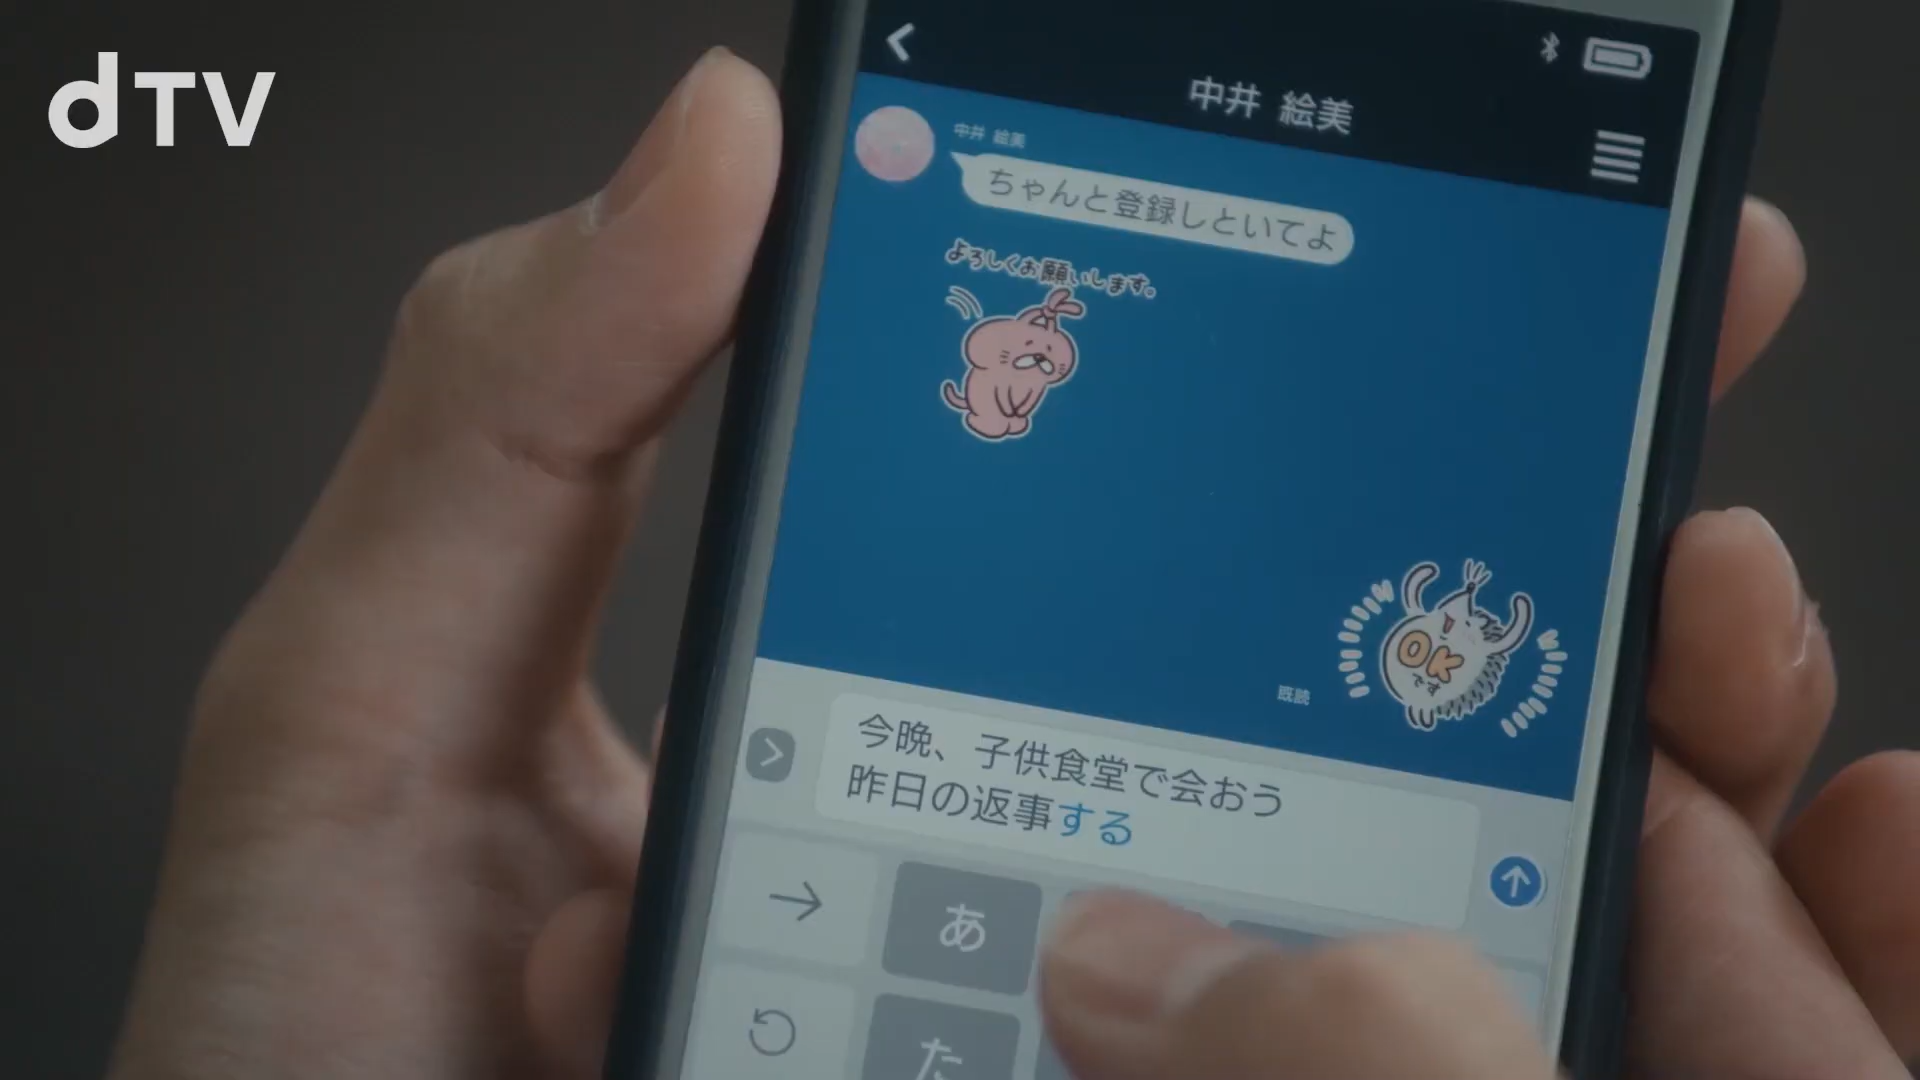 dTV
中井 絵美
中井 絵美
ちゃんと登録しといてよ
よろしくお願いします。
OK
です
既読
今晩、子供食堂で会おう
昨日の返事する
あ
た